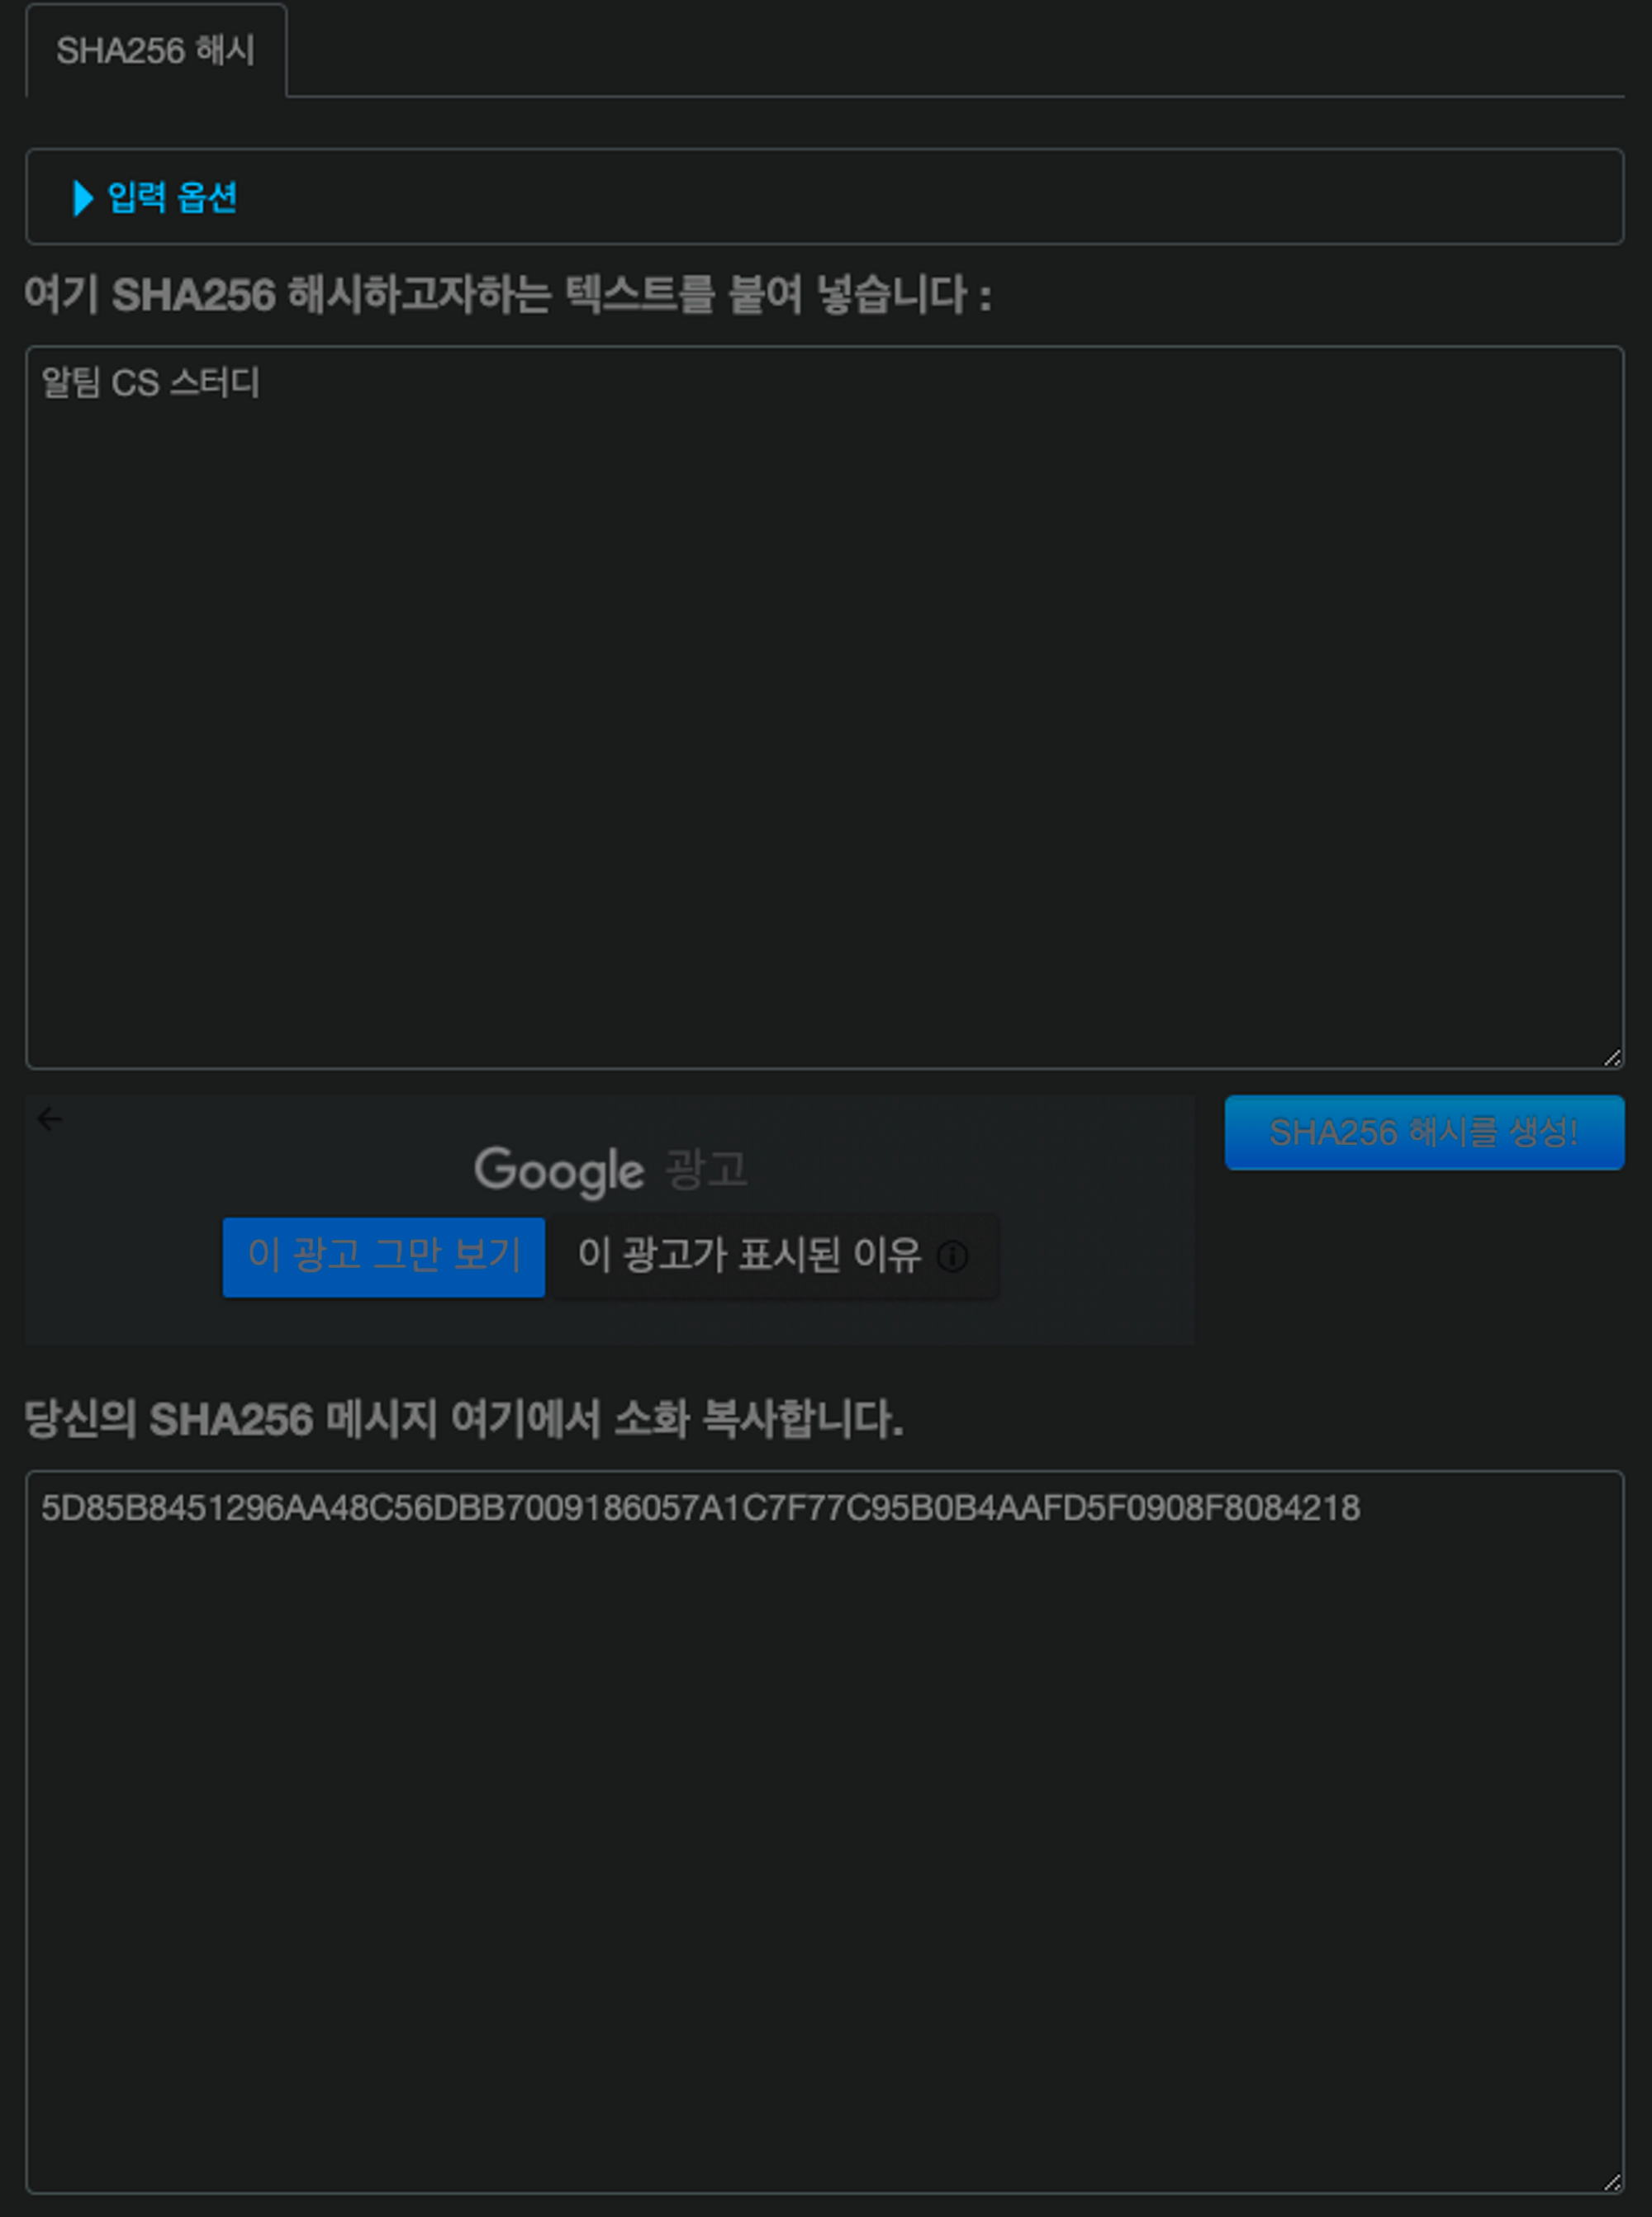 SHA256 해시
입력 옵션
여기 SHA256 해시하고자하는 텍스트를 붙여 넣습니다 :
알팀 CS 스터디
SHA256 해시를 생성!
Google 광고
이 광고 그만 보기
이 광고가 표시된 이유
당신의 SHA256 메시지 여기에서 소화 복사합니다.
5D85B8451296AA48C56DBB7009186057A1C7F77C95B0B4AAFD5F0908F8084218